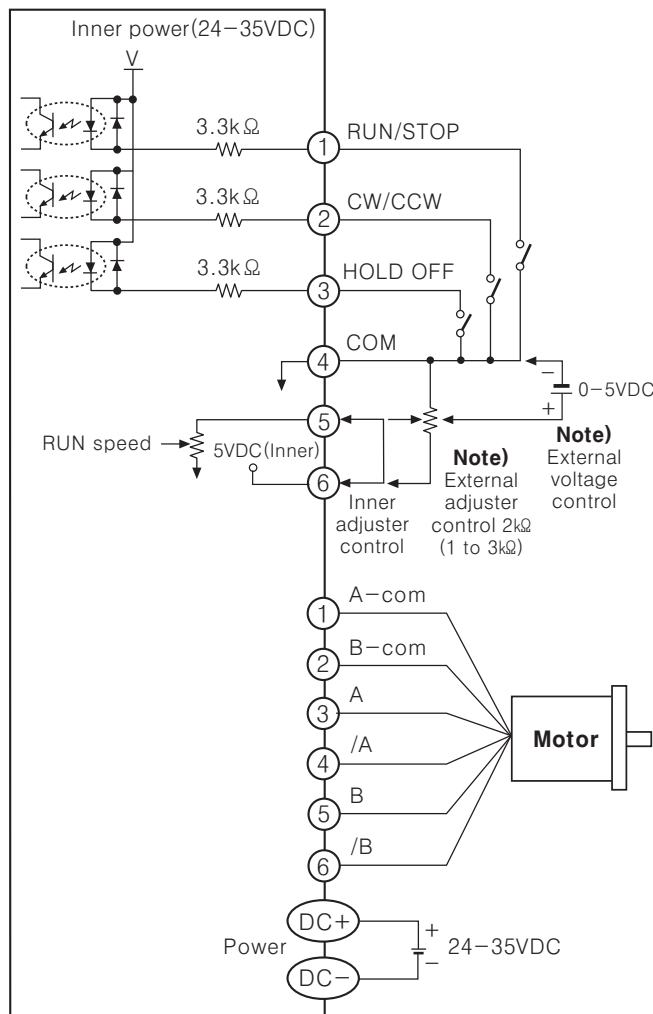 Inner power(24-35VDC)
V
3.3kΩ
1
RUN/STOP
3.3kΩ
2
CW/CCW
3.3kΩ
3
HOLD OFF
4
COM
−
0-5VDC
+
5
RUN speed
5VDC(Inner)
6
Inner
adjuster
control
Note)
External
adjuster
control 2kΩ
(1 to 3kΩ)
Note)
External
voltage
control
1
A-com
2
B-com
3
A
4
/A
5
B
6
/B
Motor
Power
DC+
DC-
+
−
24-35VDC